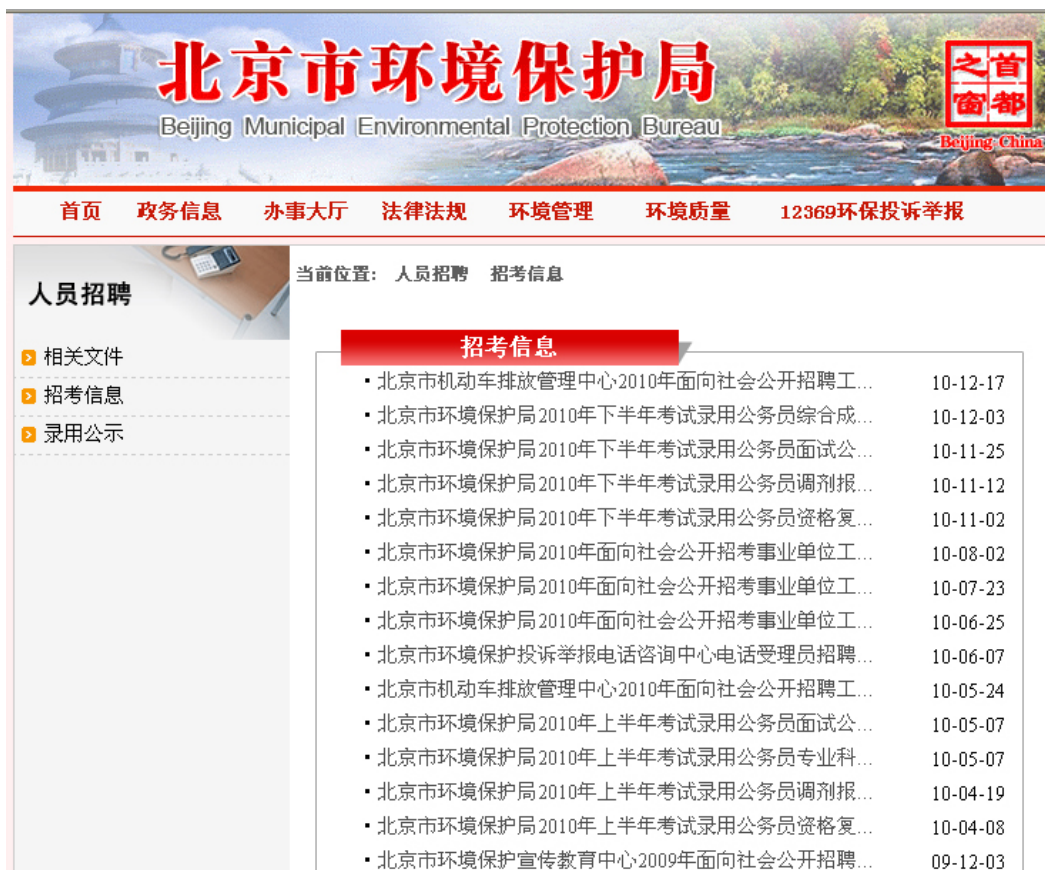 北京市环境保护局
Beijing Municipal Environmental Protection Bureau
首都之窗
Beijing-China
首页 政务信息 办事大厅 法律法规 环境管理 环境质量 12369环保投诉举报
人员招聘
相关文件
招考信息
录用公示
当前位置: 人员招聘 招考信息
招考信息
北京市机动车排放管理中心2010年面向社会公开招聘工... 10-12-17
北京市环境保护局2010年下半年考试录用公务员综合成... 10-12-03
北京市环境保护局2010年下半年考试录用公务员面试公... 10-11-25
北京市环境保护局2010年下半年考试录用公务员调剂报... 10-11-12
北京市环境保护局2010年下半年考试录用公务员资格复... 10-11-02
北京市环境保护局2010年面向社会公开招考事业单位工... 10-08-02
北京市环境保护局2010年面向社会公开招考事业单位工... 10-07-23
北京市环境保护局2010年面向社会公开招考事业单位工... 10-06-25
北京市环境保护投诉举报电话咨询中心电话受理员招聘... 10-06-07
北京市机动车排放管理中心2010年面向社会公开招聘工... 10-05-24
北京市环境保护局2010年上半年考试录用公务员面试公... 10-05-07
北京市环境保护局2010年上半年考试录用公务员专业科... 10-05-07
北京市环境保护局2010年上半年考试录用公务员调剂报... 10-04-19
北京市环境保护局2010年上半年考试录用公务员资格复... 10-04-08
北京市环境保护宣传教育中心2009年面向社会公开招聘... 09-12-03